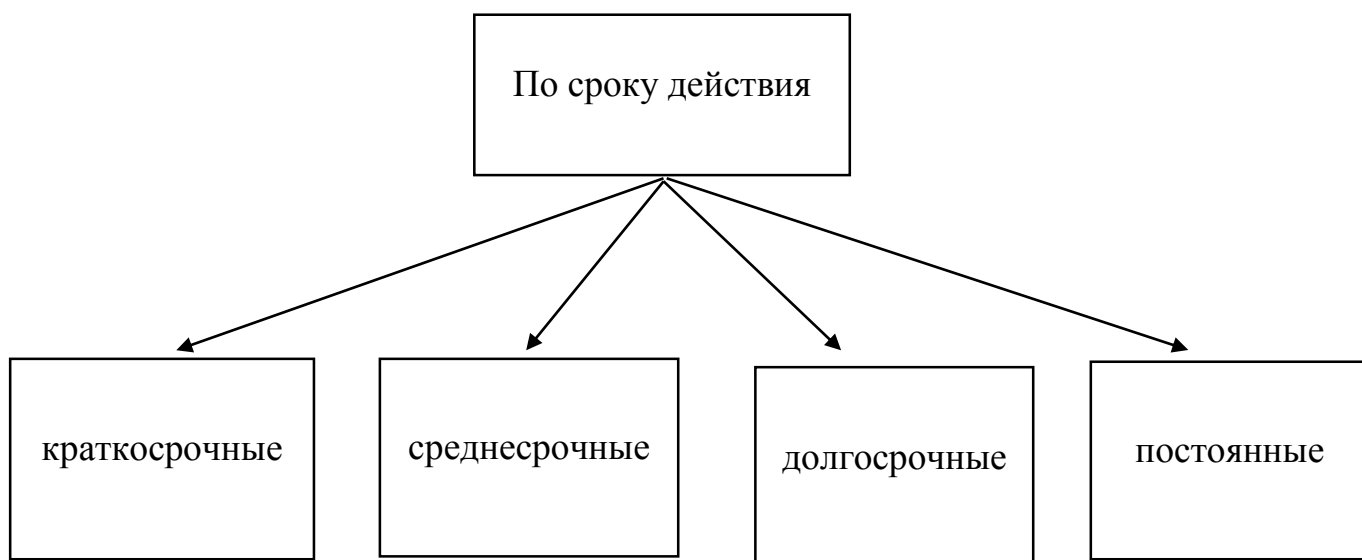 По сроку действия
краткосрочные
среднесрочные
долгосрочные
постоянные